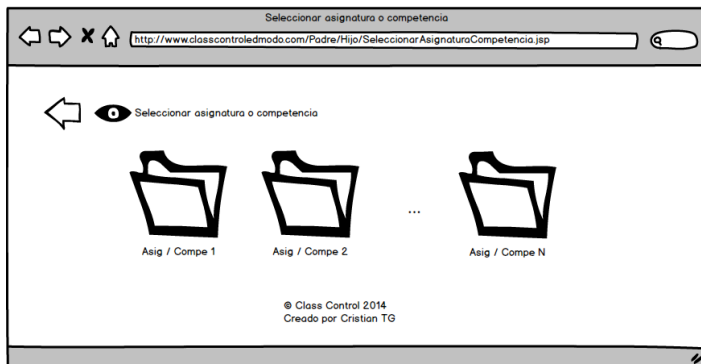 Seleccionar asignatura o competencia
http://www.classcontroledmodo.com/Padre/Hijo/SeleccionarAsignaturaCompetencia.jsp
Seleccionar asignatura o competencia
...
Asig / Compe 1
Asig / Compe 2
Asig / Compe N
© Class Control 2014
Creado por Cristian TG